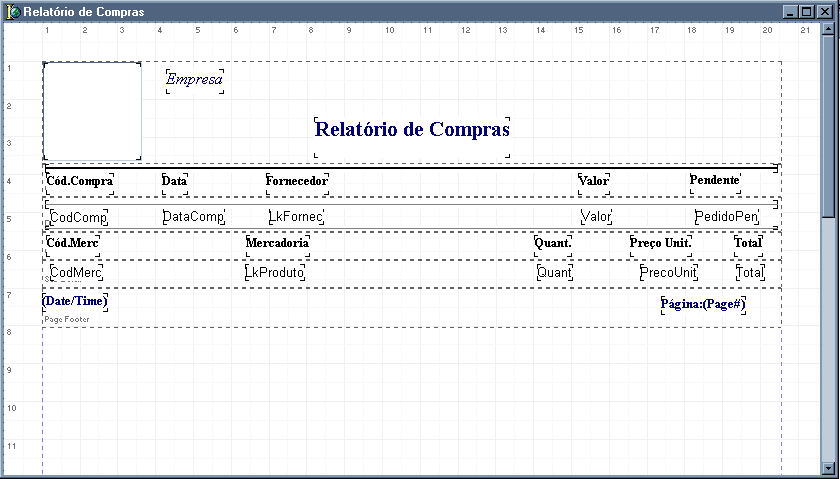 Relatório de Compras
1 2 3 4 5 6 7 8 9 10 11 12 13 14 15 16 17 18 19 20 21
1
Empresa
2
Relatório de Compras
3
4 Cód.Compra Data Fornecedor Valor Pendente
5 CodComp DataComp LkFornec Valor PedidoPen
Cód.Merc Mercadoria Quant. Preço Unit. Total
6 CodMerc LkProduto Quant PrecoUnit Total
7 (Date/Time) Página:(Page#)
Page Footer
8
9
10
11